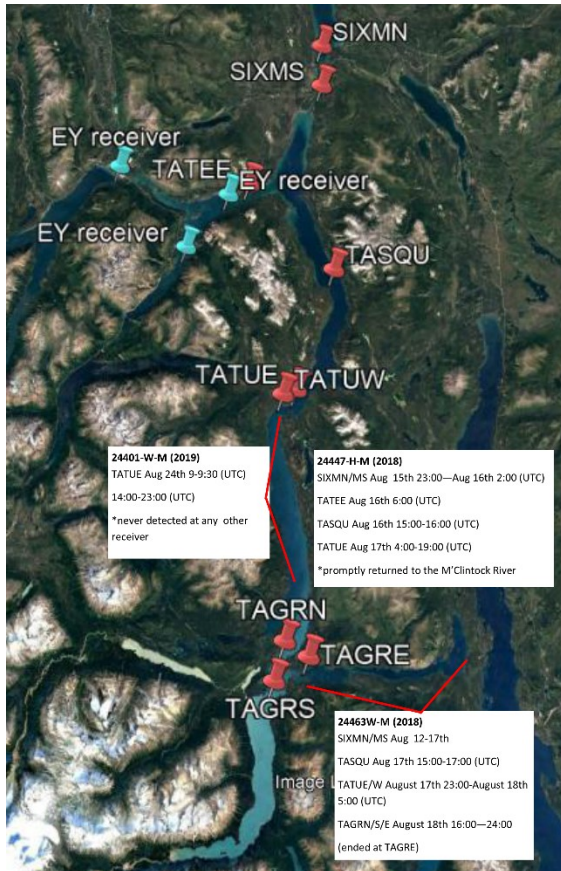 SIXMN
SIXMS
EY receiver
TATEE
EY receiver
EY receiver
TASQU
TATUE
TATUW
24401-W-M (2019)
TATUE Aug 24th 9-9:30 (UTC)
14:00-23:00 (UTC)
*never detected at any other
receiver
24447-H-M (2018)
SIXMN/MS Aug 15th 23:00—Aug 16th 2:00 (UTC)
TATEE Aug 16th 6:00 (UTC)
TASQU Aug 16th 15:00-16:00 (UTC)
TATUE Aug 17th 4:00-19:00 (UTC)
*promptly returned to the M’Clintock River
TAGRN
TAGRE
TAGRS
24463W-M (2018)
SIXMN/MS Aug 12-17th
TASQU Aug 17th 15:00-17:00 (UTC)
TATUE/W August 17th 23:00-August 18th
5:00 (UTC)
TAGRN/S/E August 18th 16:00—24:00
(ended at TAGRE)
Image